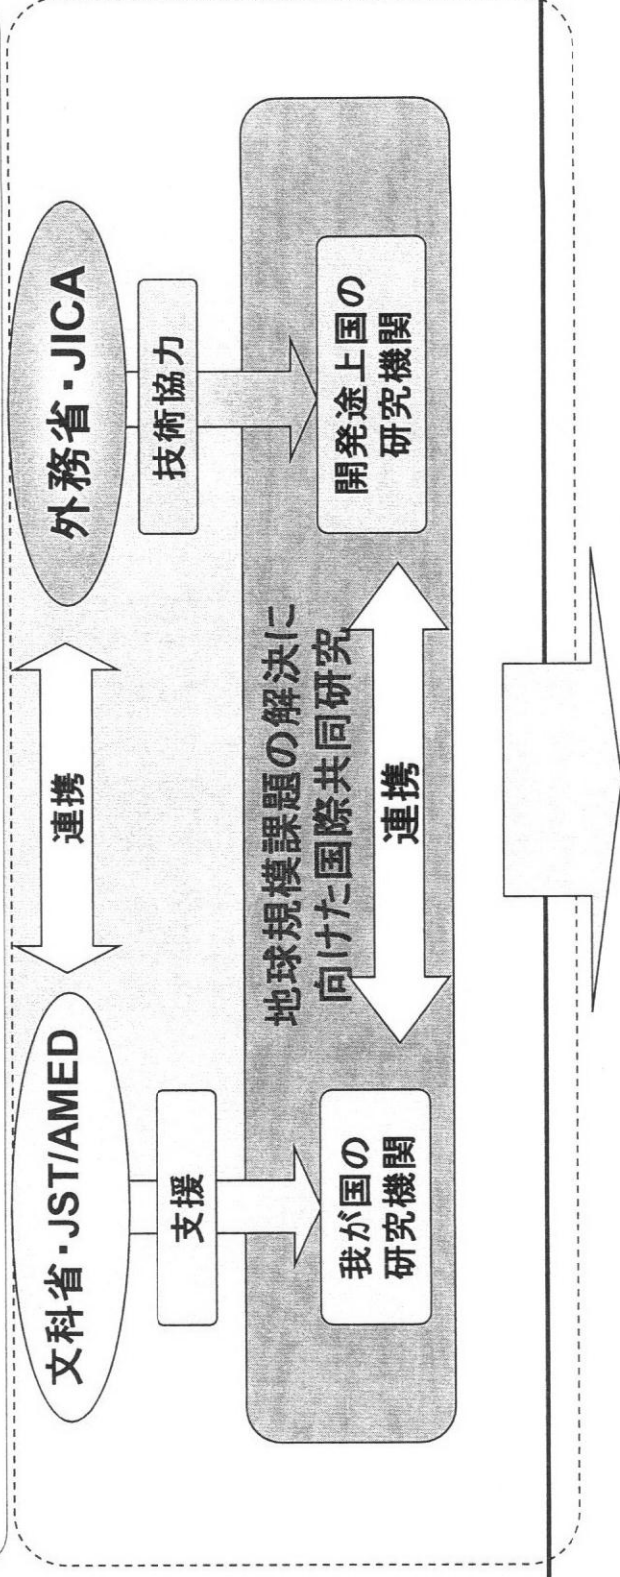 文科省・JST/AMED
連携
外務省・JICA
支援
技術協力
地球規模課題の解決に
向けた国際共同研究
我が国の
研究機関
連携
開発途上国の
研究機関